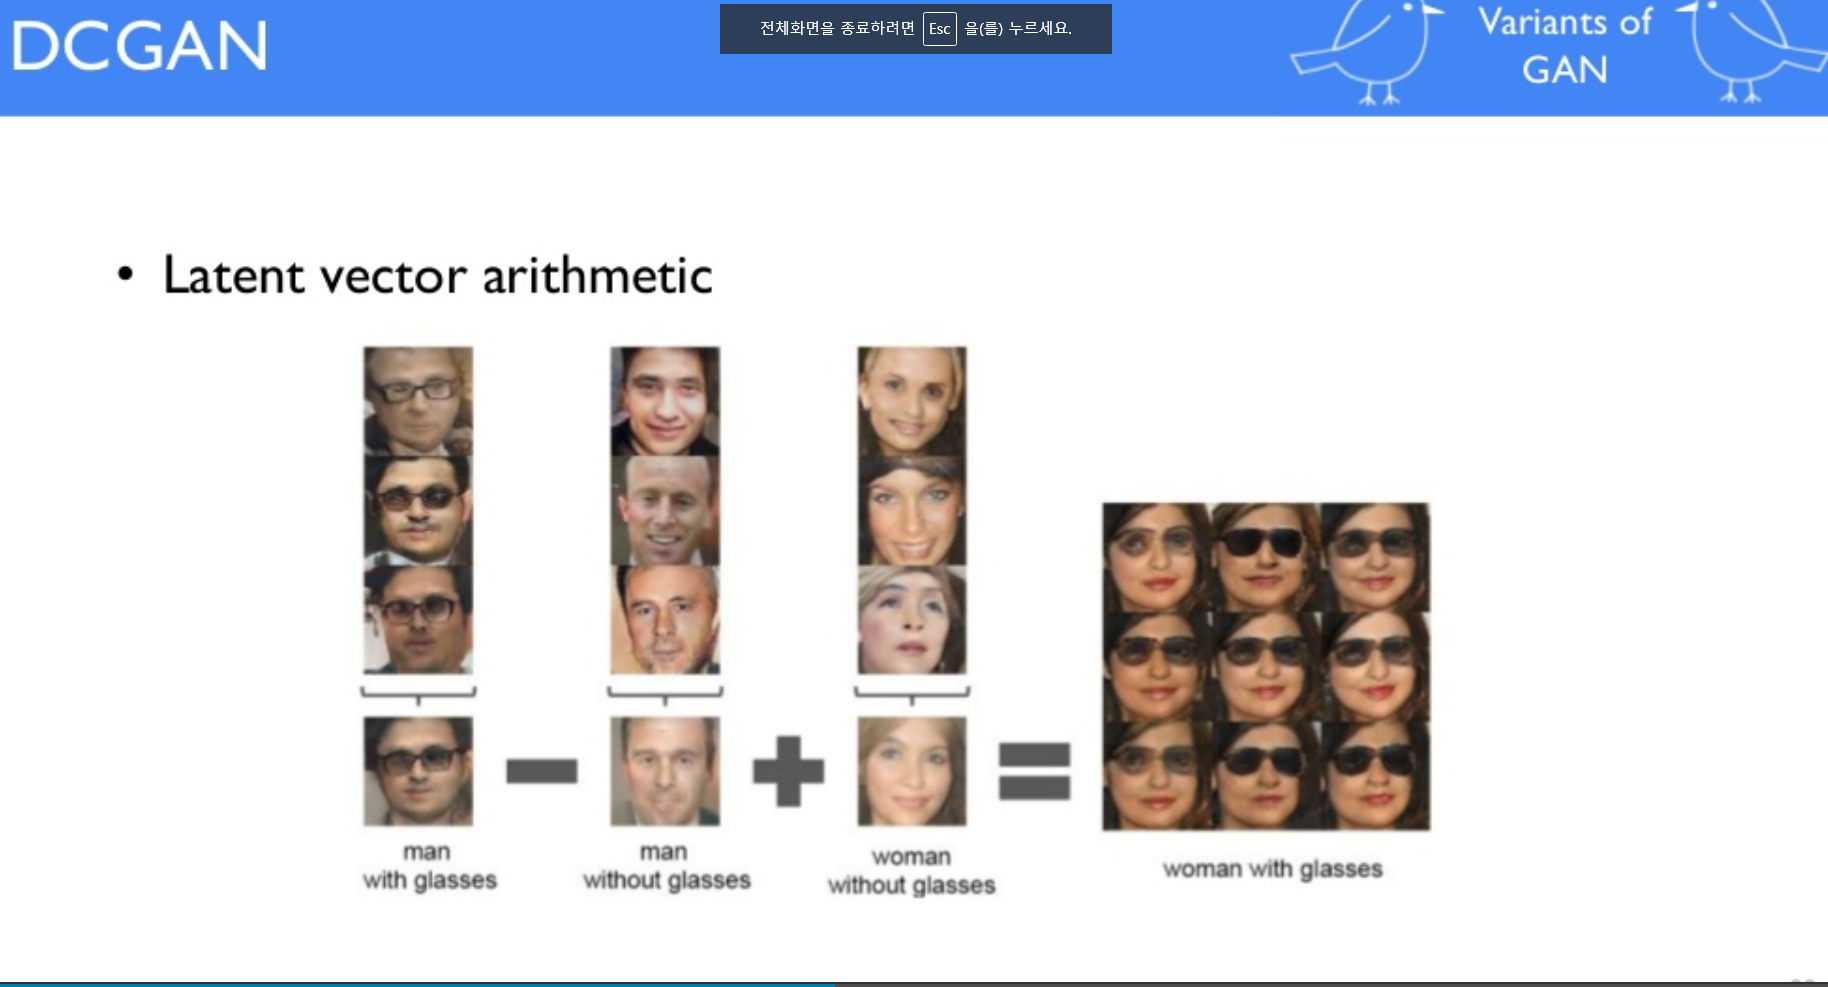 DCGAN
전체화면을 종료하려면 Esc 을(를) 누르세요.
Variants of
GAN
• Latent vector arithmetic
man
with glasses
man
without glasses
woman
without glasses
woman with glasses